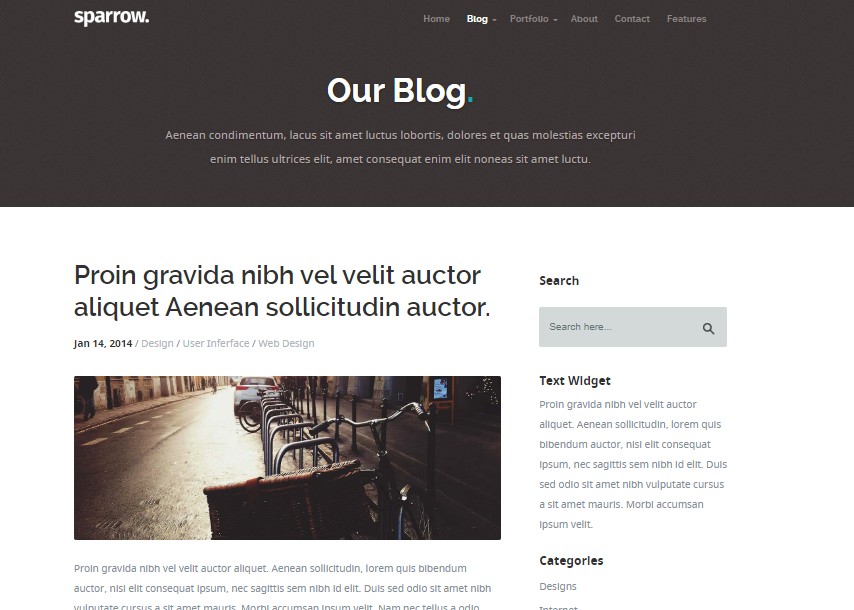 sparrow.
Home Blog Portfolio About Contact Features
Our Blog.
Aenean condimentum, lacus sit amet luctus lobortis, dolores et quas molestias excepturi
enim tellus ultrices elit, amet consequat enim elit noneas sit amet luctu.
Proin gravida nibh vel velit auctor
aliquet Aenean sollicitudin auctor.
Jan 14, 2014 / Design / User Inferface / Web Design
Proin gravida nibh vel velit auctor aliquet. Aenean sollicitudin, lorem quis bibendum
auctor, nisi elit consequat ipsum, nec sagittis sem nibh id elit. Duis sed odio sit amet nibh
vulputate cursus a sit amet mauris. Morbi accumsan ipsum velit. Nam nec tellus a odio
Search
Search here...
Text Widget
Proin gravida nibh vel velit auctor
aliquet. Aenean sollicitudin, lorem quis
bibendum auctor, nisi elit consequat
ipsum, nec sagittis sem nibh id elit. Duis
sed odio sit amet nibh vulputate cursus
a sit amet mauris. Morbi accumsan
ipsum velit.
Categories
Designs
Internet